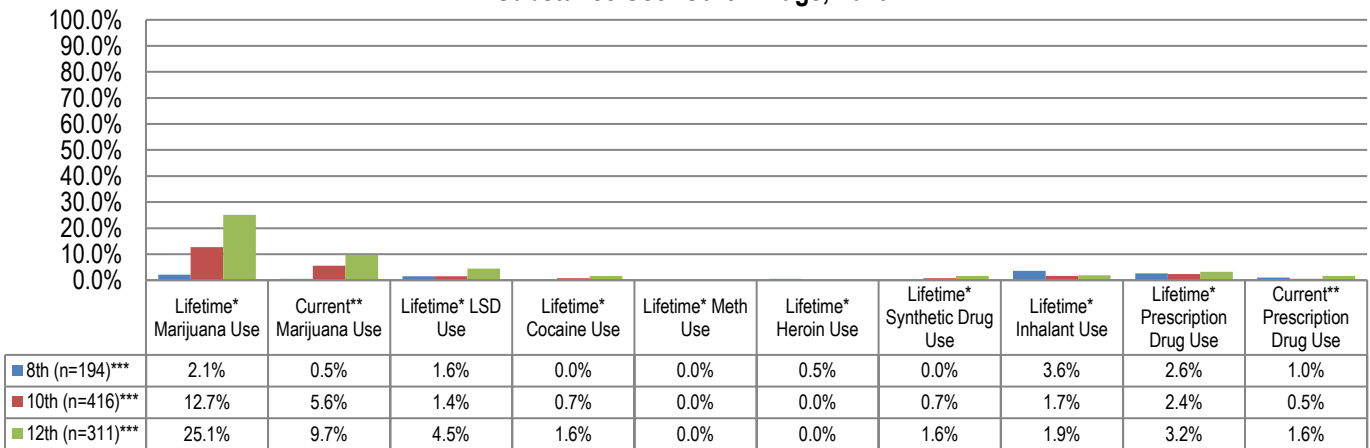 100.0%
90.0%
80.0%
70.0%
60.0%
50.0%
40.0%
30.0%
20.0%
10.0%
0.0%
Lifetime* Marijuana Use
Current** Marijuana Use
Lifetime* LSD Use
Lifetime* Cocaine Use
Lifetime* Meth Use
Lifetime* Heroin Use
Lifetime* Synthetic Drug Use
Lifetime* Inhalant Use
Lifetime* Prescription Drug Use
Current** Prescription Drug Use
8th (n=194)*** 2.1% 0.5% 1.6% 0.0% 0.0% 0.5% 0.0% 3.6% 2.6% 1.0%
10th (n=416)*** 12.7% 5.6% 1.4% 0.7% 0.0% 0.0% 0.7% 1.7% 2.4% 0.5%
12th (n=311)*** 25.1% 9.7% 4.5% 1.6% 0.0% 0.0% 1.6% 1.9% 3.2% 1.6%